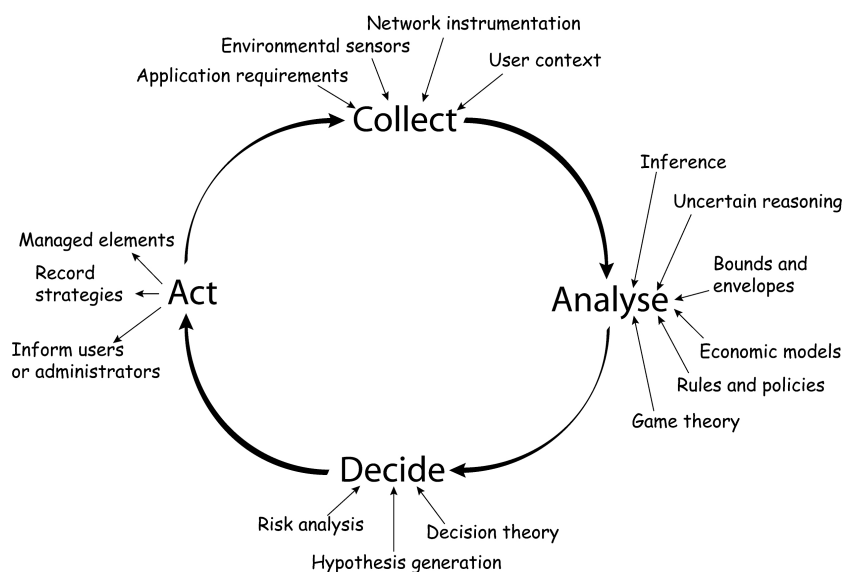 Network instrumentation
Environmental sensors
User context
Application requirements
Collect
Inference
Uncertain reasoning
Bounds and
envelopes
Analyse
Economic models
Rules and policies
Game theory
Decide
Risk analysis
Decision theory
Hypothesis generation
Act
Managed elements
Record
strategies
Inform users
or administrators